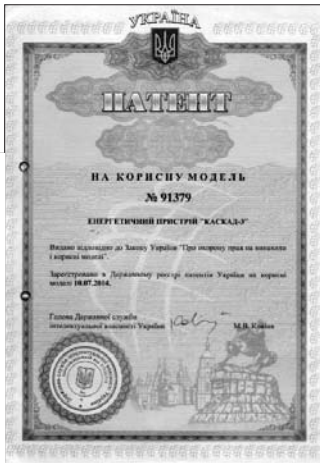 УКРАЇНА
ПАТЕНТ
НА КОРИСНУ МОДЕЛЬ
№ 91379
ЕНЕРГЕТИЧНИЙ ПРИСТРІЙ "КАСКАД-У"
Видано відповідно до Закону України "Про охорону прав на винаходи
і корисні моделі".
Зареєстровано в Державному реєстрі патентів України на корисні
моделі 10.07.2014.
Голова Державної служби
інтелектуальної власності України
М.В. Ковіня